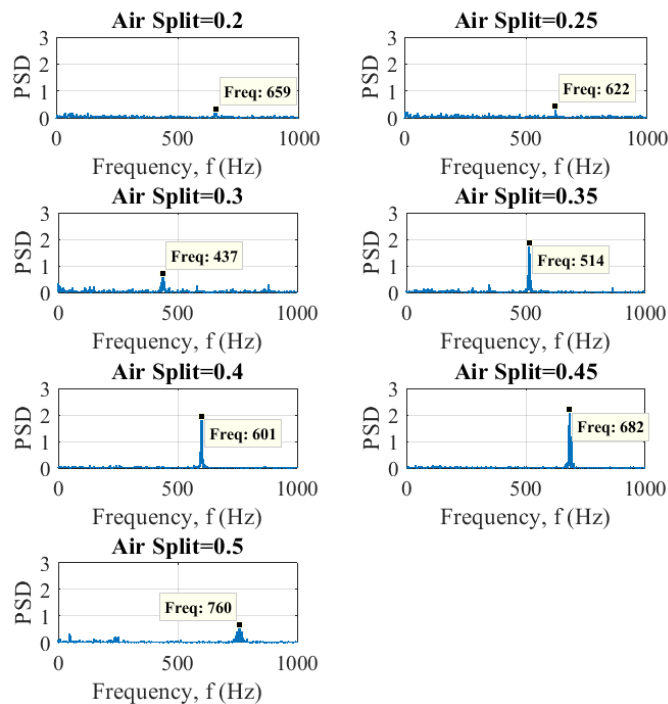 Air Split=0.2
PSD
3
2
1
0
Freq: 659
0
500
1000
Frequency, f (Hz)
Air Split=0.25
PSD
3
2
1
0
Freq: 622
0
500
1000
Frequency, f (Hz)
Air Split=0.3
PSD
3
2
1
0
Freq: 437
0
500
1000
Frequency, f (Hz)
Air Split=0.35
PSD
3
2
1
0
Freq: 514
0
500
1000
Frequency, f (Hz)
Air Split=0.4
PSD
3
2
1
0
Freq: 601
0
500
1000
Frequency, f (Hz)
Air Split=0.45
PSD
3
2
1
0
Freq: 682
0
500
1000
Frequency, f (Hz)
Air Split=0.5
PSD
3
2
1
0
Freq: 760
0
500
1000
Frequency, f (Hz)